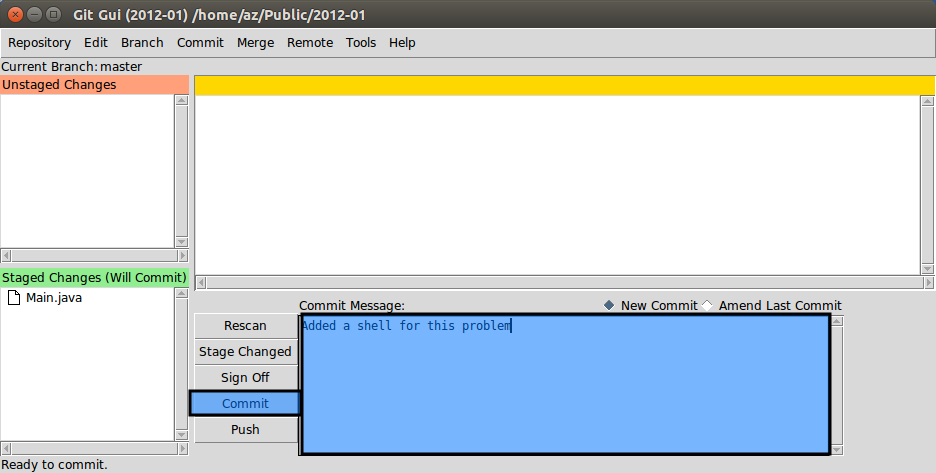 Git Gui (2012-01) /home/az/Public/2012-01
Repository Edit Branch Commit Merge Remote Tools Help
Current Branch: master
Unstaged Changes
Staged Changes (Will Commit)
Main.java
Commit Message: New Commit Amend Last Commit
Rescan
Stage Changed
Sign Off
Commit
Push
Added a shell for this problem
Ready to commit.